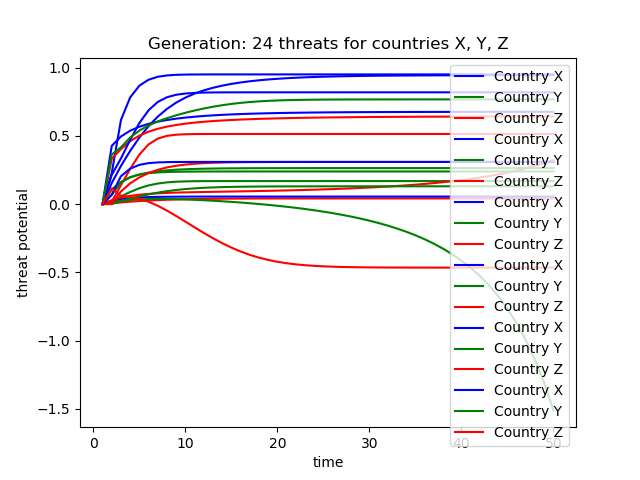 Generation: 24 threats for countries X, Y, Z
threat potential
1.0
0.5
0.0
−0.5
−1.0
−1.5
0
10
20
30
40
50
time
Country X
Country Y
Country Z
Country X
Country Y
Country Z
Country X
Country Y
Country Z
Country X
Country Y
Country Z
Country X
Country Y
Country Z
Country X
Country Y
Country Z